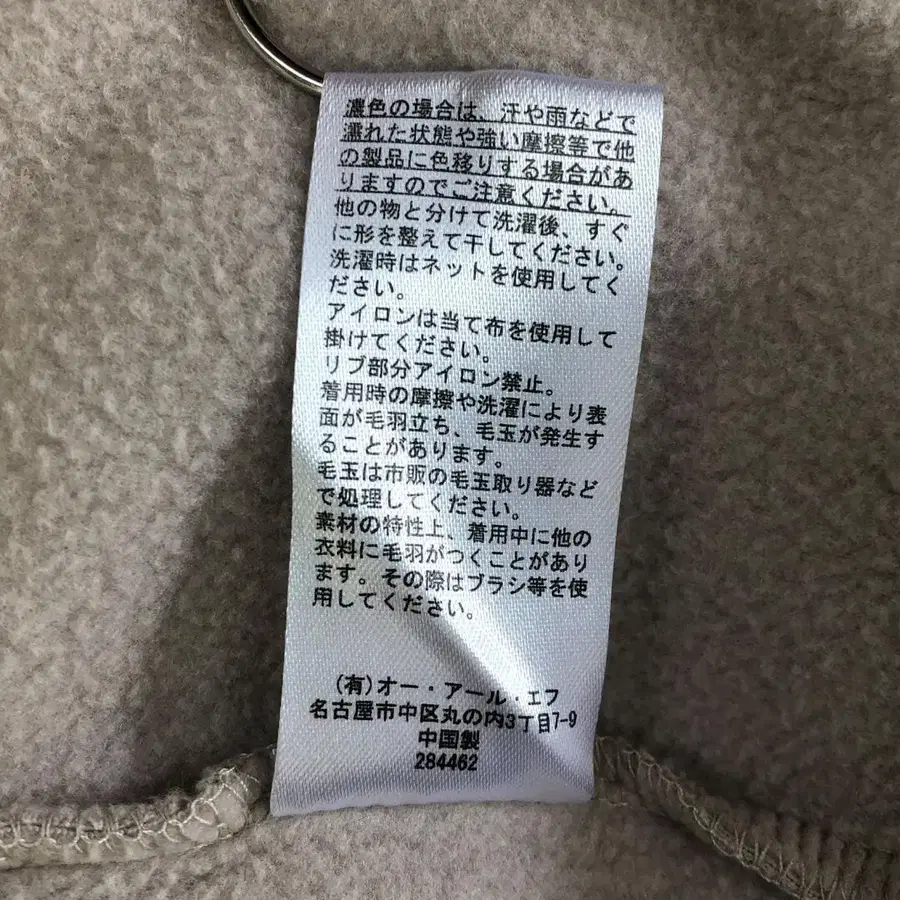 濃色の場合は、汗や雨などで
濡れた状態や強い摩擦等で他
の製品に色移りする場合があ
りますのでご注意ください。
他の物と分けて洗濯後、すぐ
に形を整えて干してください。
洗濯時はネットを使用してく
ださい。
アイロンは当て布を使用して
掛けてください。
リブ部分アイロン禁止。
着用時の摩擦や洗濯により表
面が毛羽立ち、毛玉が発生す
ることがあります。
毛玉は市販の毛玉取り器など
で処理してください。
素材の特性上、着用中に他の
衣料に毛羽がつくことがあり
ます。その際はブラシ等を使
用してください。
(有)オー・アール・エフ
名古屋市中区丸の内3丁目7-9
中国製
284462